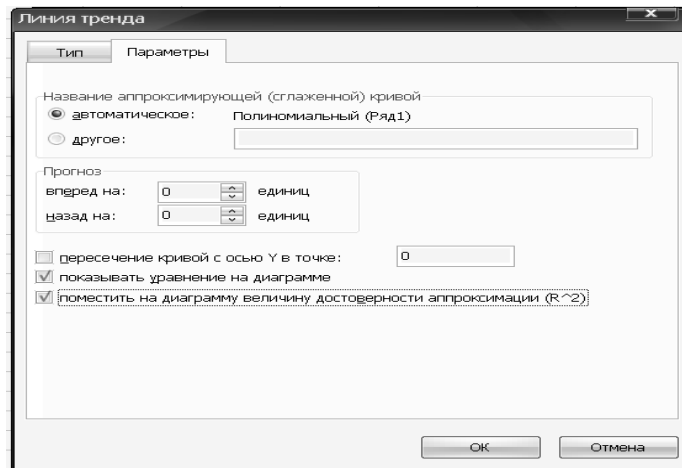 Линия тренда
Тип Параметры
Название аппроксимирующей (сглаженной) кривой
автоматическое: Полиномиальный (Ряд1)
другое:
Прогноз
вперед на: 0 единиц
назад на: 0 единиц
пересечение кривой с осью Y в точке: 0
показывать уравнение на диаграмме
поместить на диаграмму величину достоверности аппроксимации (R^2)
ОК Отмена